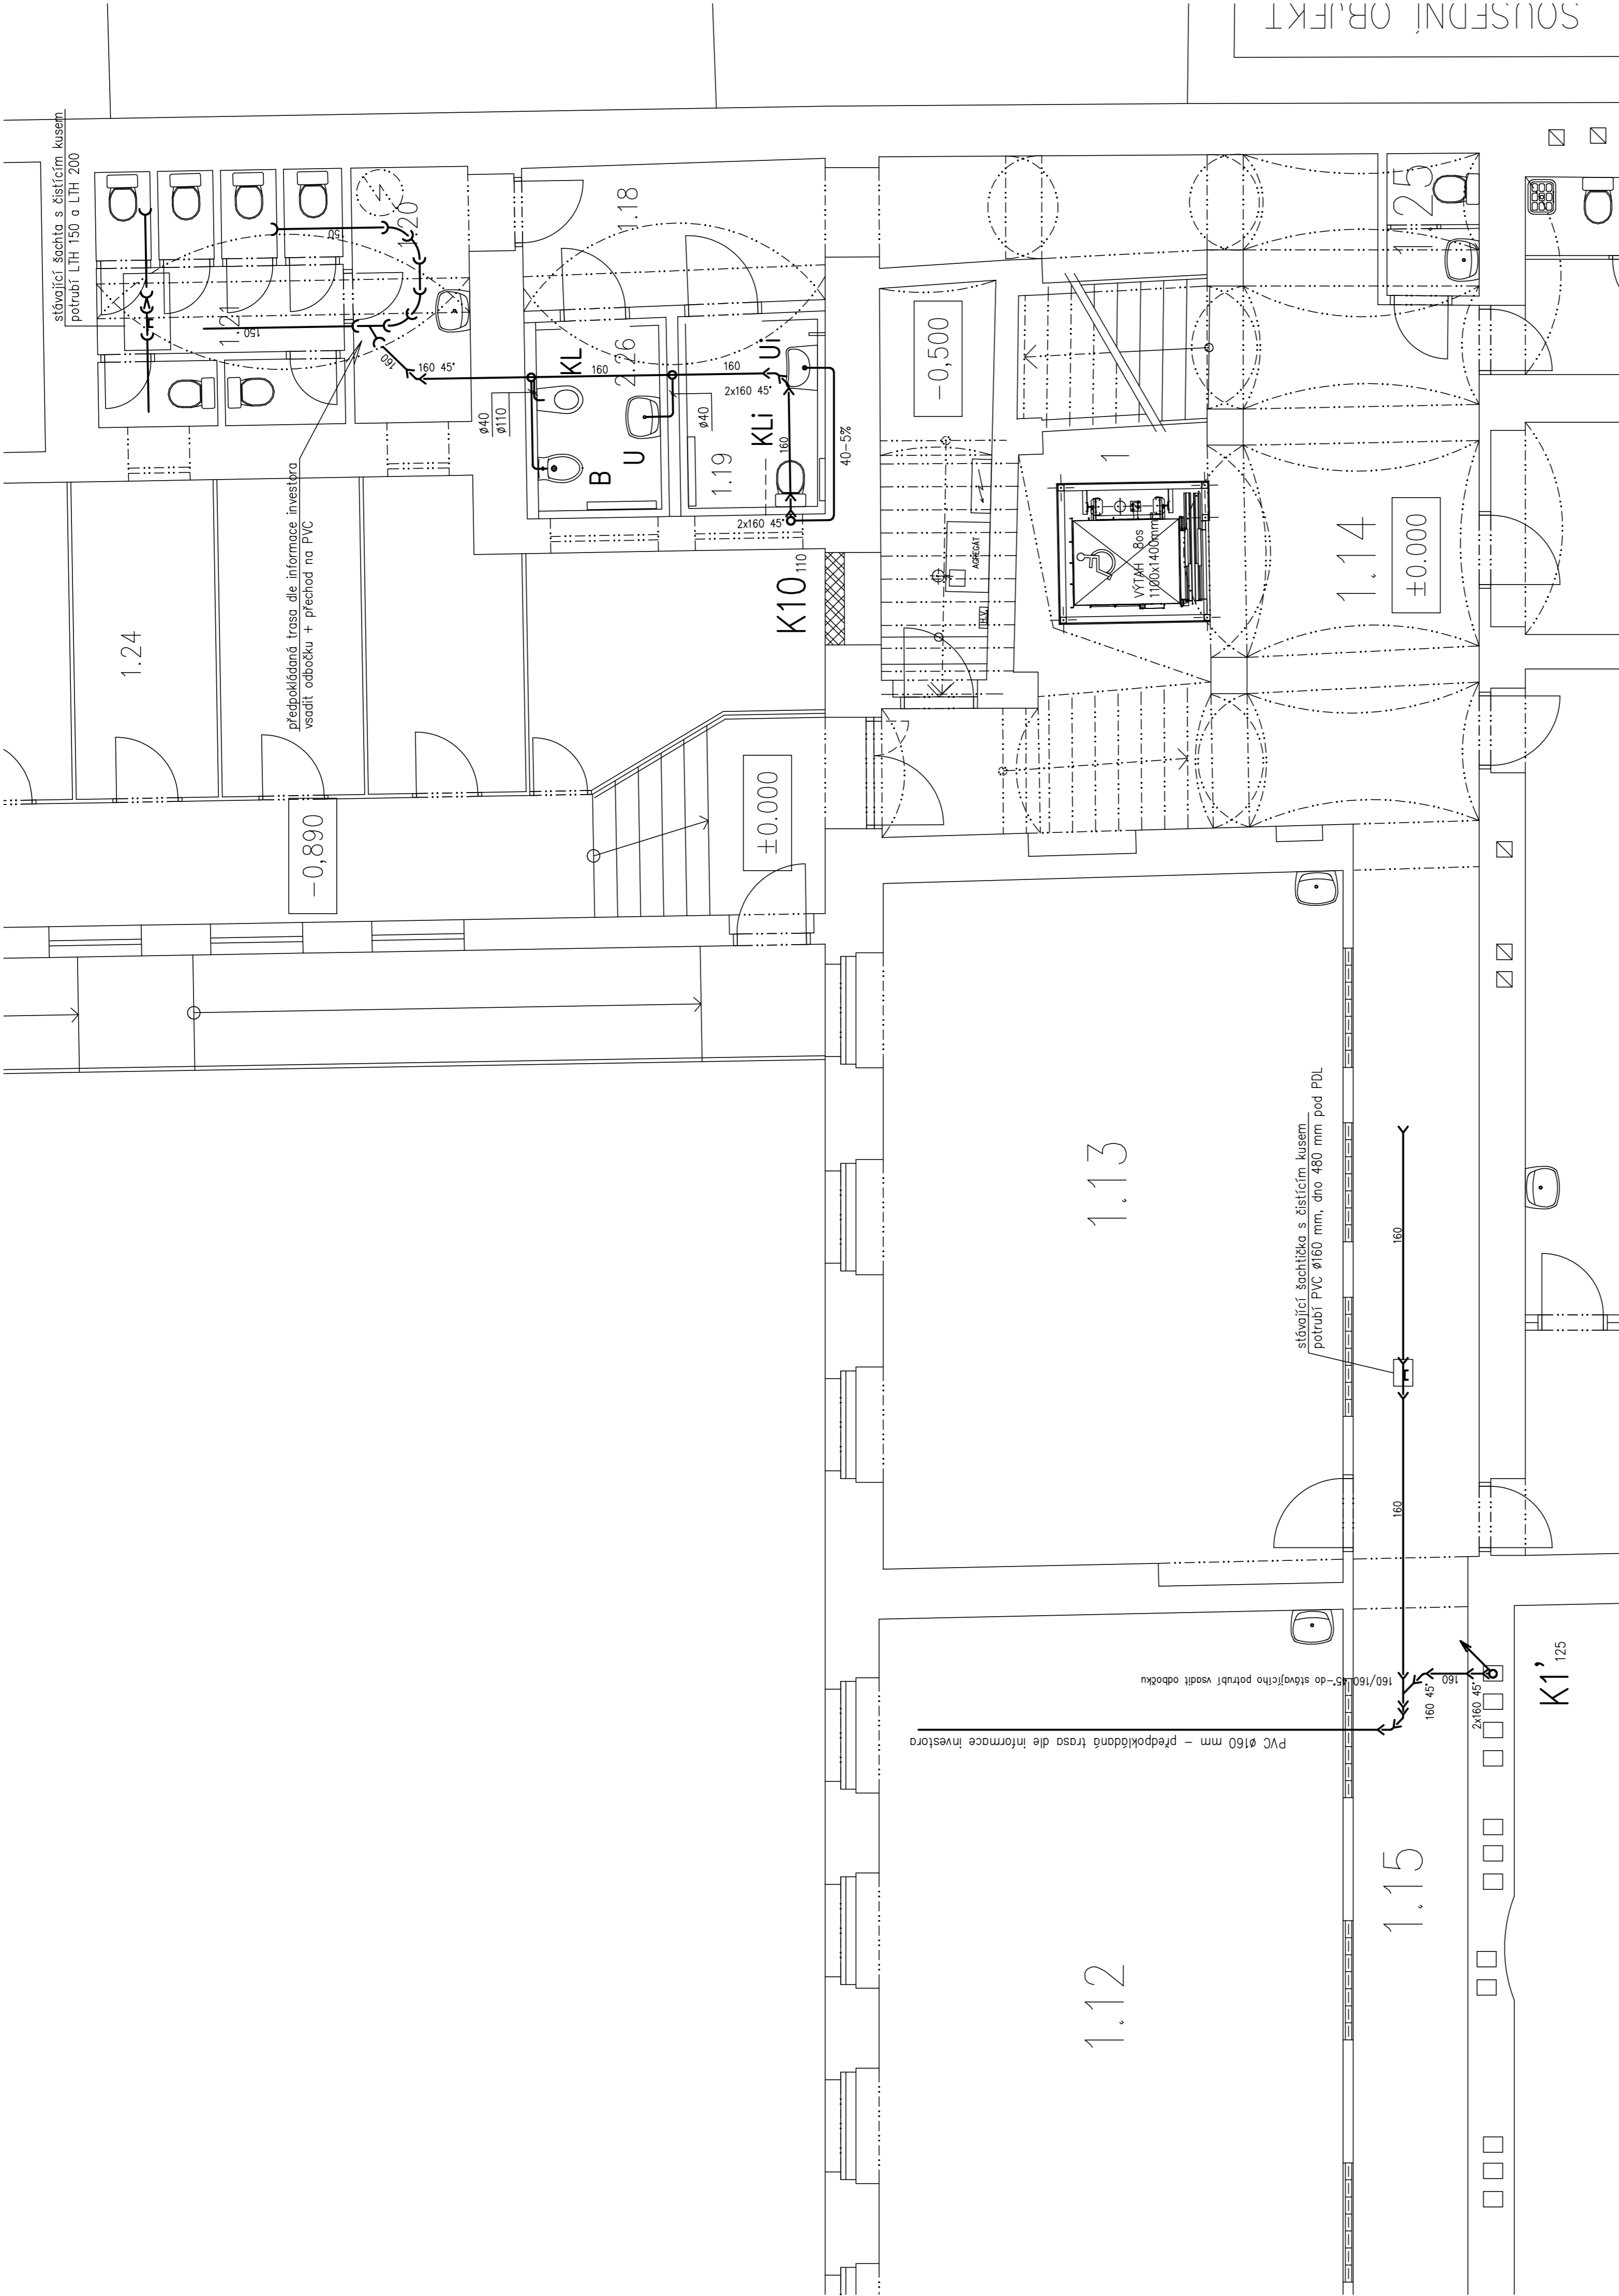 SOUSEDNÍ OBJEKT
stávající šachta s čistícím kusem
potrubí LTH 150 a LTH 200
1.20
50
1.21
150
160
160 45°
KL
2.26
160
160
Ui
2x160 45°
ø40
ø110
B
U
ø40
KLi
160
1.19
40-5%
2x160 45°
1.18
K10 110
předpokládaná trasa dle informace investora
vsadit odbočku + přechod na PVC
1.24
-0,890
±0.000
-0,500
AGREGÁT
H.V.
1
VÝTAH 8os
1100x1400mm
1.14
±0.000
1.25
1.13
stávající šachtička s čistícím kusem
potrubí PVC ø160 mm, dno 480 mm pod PDL
160
160
160/160 45°-do stávajícího potrubí vsadit odbočku
160
160 45°
2x160 45°
K1' 125
PVC ø160 mm - předpokládaná trasa dle informace investora
1.15
1.12